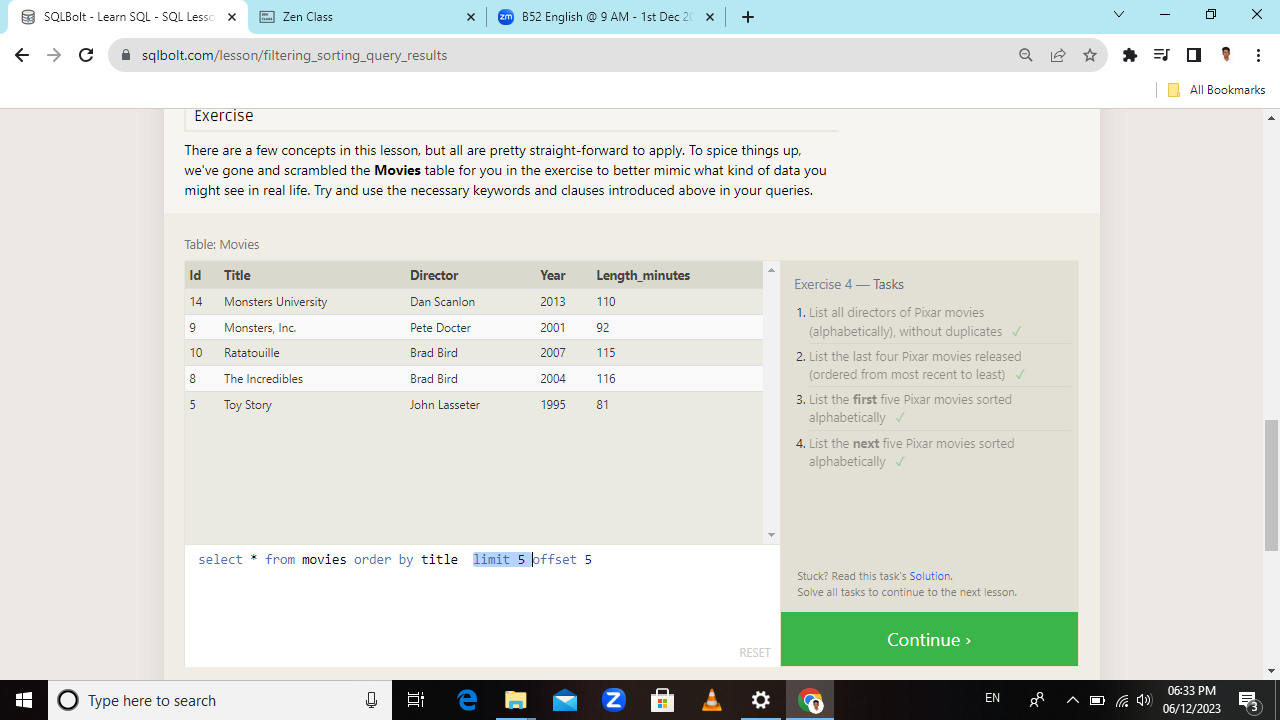 SQLBolt - Learn SQL - SQL Lesso
Zen Class
zm B52 English @ 9 AM - 1st Dec 20
sqlbolt.com/lesson/filtering_sorting_query_results
All Bookmarks
Exercise
There are a few concepts in this lesson, but all are pretty straight-forward to apply. To spice things up,
we've gone and scrambled the Movies table for you in the exercise to better mimic what kind of data you
might see in real life. Try and use the necessary keywords and clauses introduced above in your queries.
Table: Movies
Id Title Director Year Length_minutes
14 Monsters University Dan Scanlon 2013 110
9 Monsters, Inc. Pete Docter 2001 92
10 Ratatouille Brad Bird 2007 115
8 The Incredibles Brad Bird 2004 116
5 Toy Story John Lasseter 1995 81
select * from movies order by title  limit 5 offset 5
RESET
Exercise 4 — Tasks
1. List all directors of Pixar movies
(alphabetically), without duplicates ✓
2. List the last four Pixar movies released
(ordered from most recent to least) ✓
3. List the first five Pixar movies sorted
alphabetically ✓
4. List the next five Pixar movies sorted
alphabetically ✓
Stuck? Read this task's Solution.
Solve all tasks to continue to the next lesson.
Continue ›
Type here to search
EN
06:33 PM
06/12/2023
3